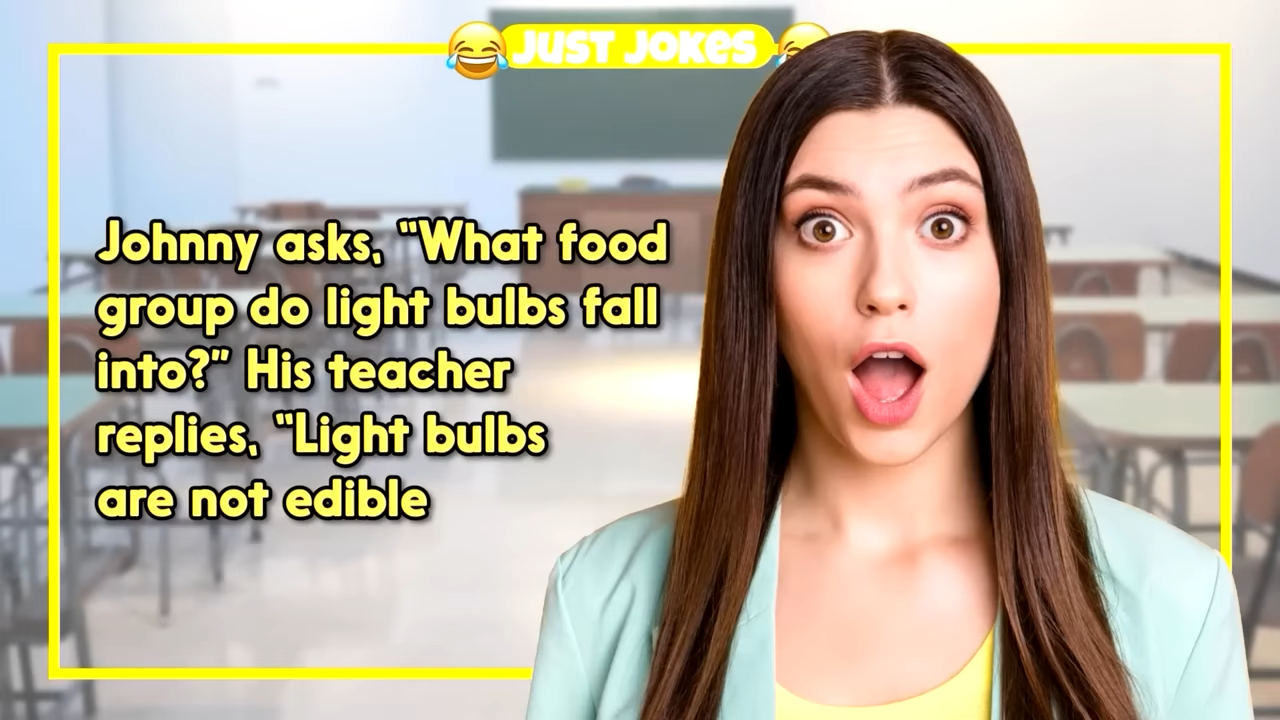 JUST JOKES
Johnny asks, "What food
group do light bulbs fall
into?" His teacher
replies, "Light bulbs
are not edible